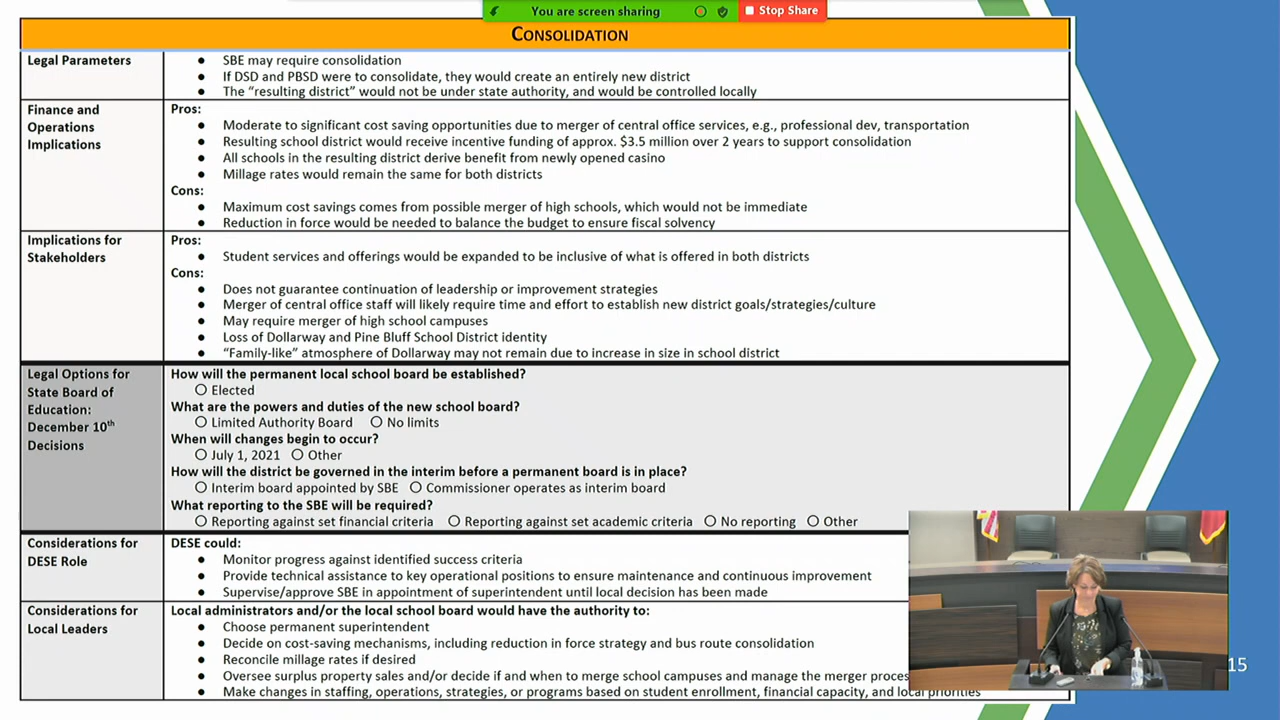 You are screen sharing
Stop Share
CONSOLIDATION
Legal Parameters
● SBE may require consolidation
● If DSD and PBSD were to consolidate, they would create an entirely new district
● The “resulting district” would not be under state authority, and would be controlled locally
Finance and
Operations
Implications
Pros:
● Moderate to significant cost saving opportunities due to merger of central office services, e.g., professional dev, transportation
● Resulting school district would receive incentive funding of approx. $3.5 million over 2 years to support consolidation
● All schools in the resulting district derive benefit from newly opened casino
● Millage rates would remain the same for both districts
Cons:
● Maximum cost savings comes from possible merger of high schools, which would not be immediate
● Reduction in force would be needed to balance the budget to ensure fiscal solvency
Implications for
Stakeholders
Pros:
● Student services and offerings would be expanded to be inclusive of what is offered in both districts
Cons:
● Does not guarantee continuation of leadership or improvement strategies
● Merger of central office staff will likely require time and effort to establish new district goals/strategies/culture
● May require merger of high school campuses
● Loss of Dollarway and Pine Bluff School District identity
● “Family-like” atmosphere of Dollarway may not remain due to increase in size in school district
Legal Options for
State Board of
Education:
December 10th
Decisions
How will the permanent local school board be established?
○ Elected
What are the powers and duties of the new school board?
○ Limited Authority Board ○ No limits
When will changes begin to occur?
○ July 1, 2021 ○ Other
How will the district be governed in the interim before a permanent board is in place?
○ Interim board appointed by SBE ○ Commissioner operates as interim board
What reporting to the SBE will be required?
○ Reporting against set financial criteria ○ Reporting against set academic criteria ○ No reporting ○ Other
Considerations for
DESE Role
DESE could:
● Monitor progress against identified success criteria
● Provide technical assistance to key operational positions to ensure maintenance and continuous improvement
● Supervise/approve SBE in appointment of superintendent until local decision has been made
Considerations for
Local Leaders
Local administrators and/or the local school board would have the authority to:
● Choose permanent superintendent
● Decide on cost-saving mechanisms, including reduction in force strategy and bus route consolidation
● Reconcile millage rates if desired
● Oversee surplus property sales and/or decide if and when to merge school campuses and manage the merger proces
● Make changes in staffing, operations, strategies, or programs based on student enrollment, financial capacity, and local priorities
15